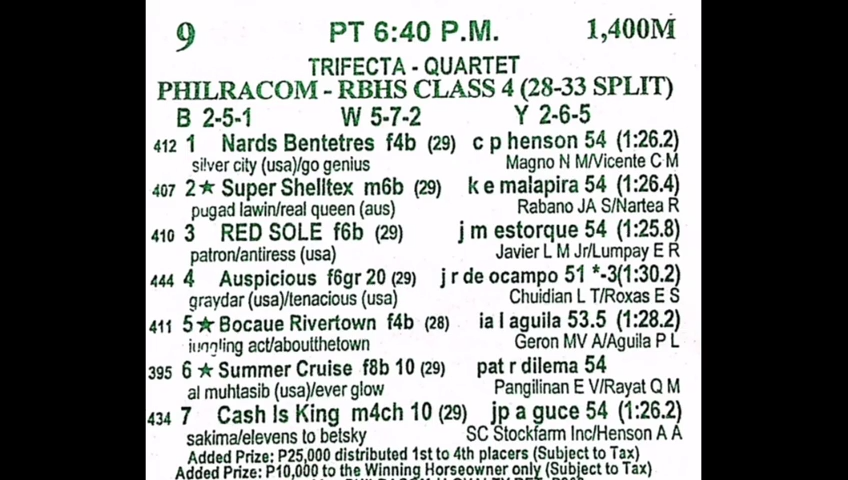 9 PT 6:40 P.M. 1,400M
TRIFECTA - QUARTET
PHILRACOM - RBHS CLASS 4 (28-33 SPLIT)
B 2-5-1 W 5-7-2 Y 2-6-5
412 1 Nards Bentetres f4b (29) c p henson 54 (1:26.2)
silver city (usa)/go genius Magno N M/Vicente C M
407 2★ Super Shelltex m6b (29) k e malapira 54 (1:26.4)
pugad lawin/real queen (aus) Rabano JA S/Nartea R
410 3 RED SOLE f6b (29) j m estorque 54 (1:25.8)
patron/antiress (usa) Javier L M Jr/Lumpay E R
444 4 Auspicious f6gr 20 (29) j r de ocampo 51 *-3(1:30.2)
graydar (usa)/tenacious (usa) Chuidian L T/Roxas E S
411 5★ Bocaue Rivertown f4b (28) ia l aguila 53.5 (1:28.2)
juggling act/aboutthetown Geron MV A/Aguila P L
395 6★ Summer Cruise f8b 10 (29) pat r dilema 54
al muhtasib (usa)/ever glow Pangilinan E V/Rayat Q M
434 7 Cash Is King m4ch 10 (29) jp a guce 54 (1:26.2)
sakima/elevens to betsky SC Stockfarm Inc/Henson A A
Added Prize: P25,000 distributed 1st to 4th placers (Subject to Tax)
Added Prize: P10,000 to the Winning Horseowner only (Subject to Tax)